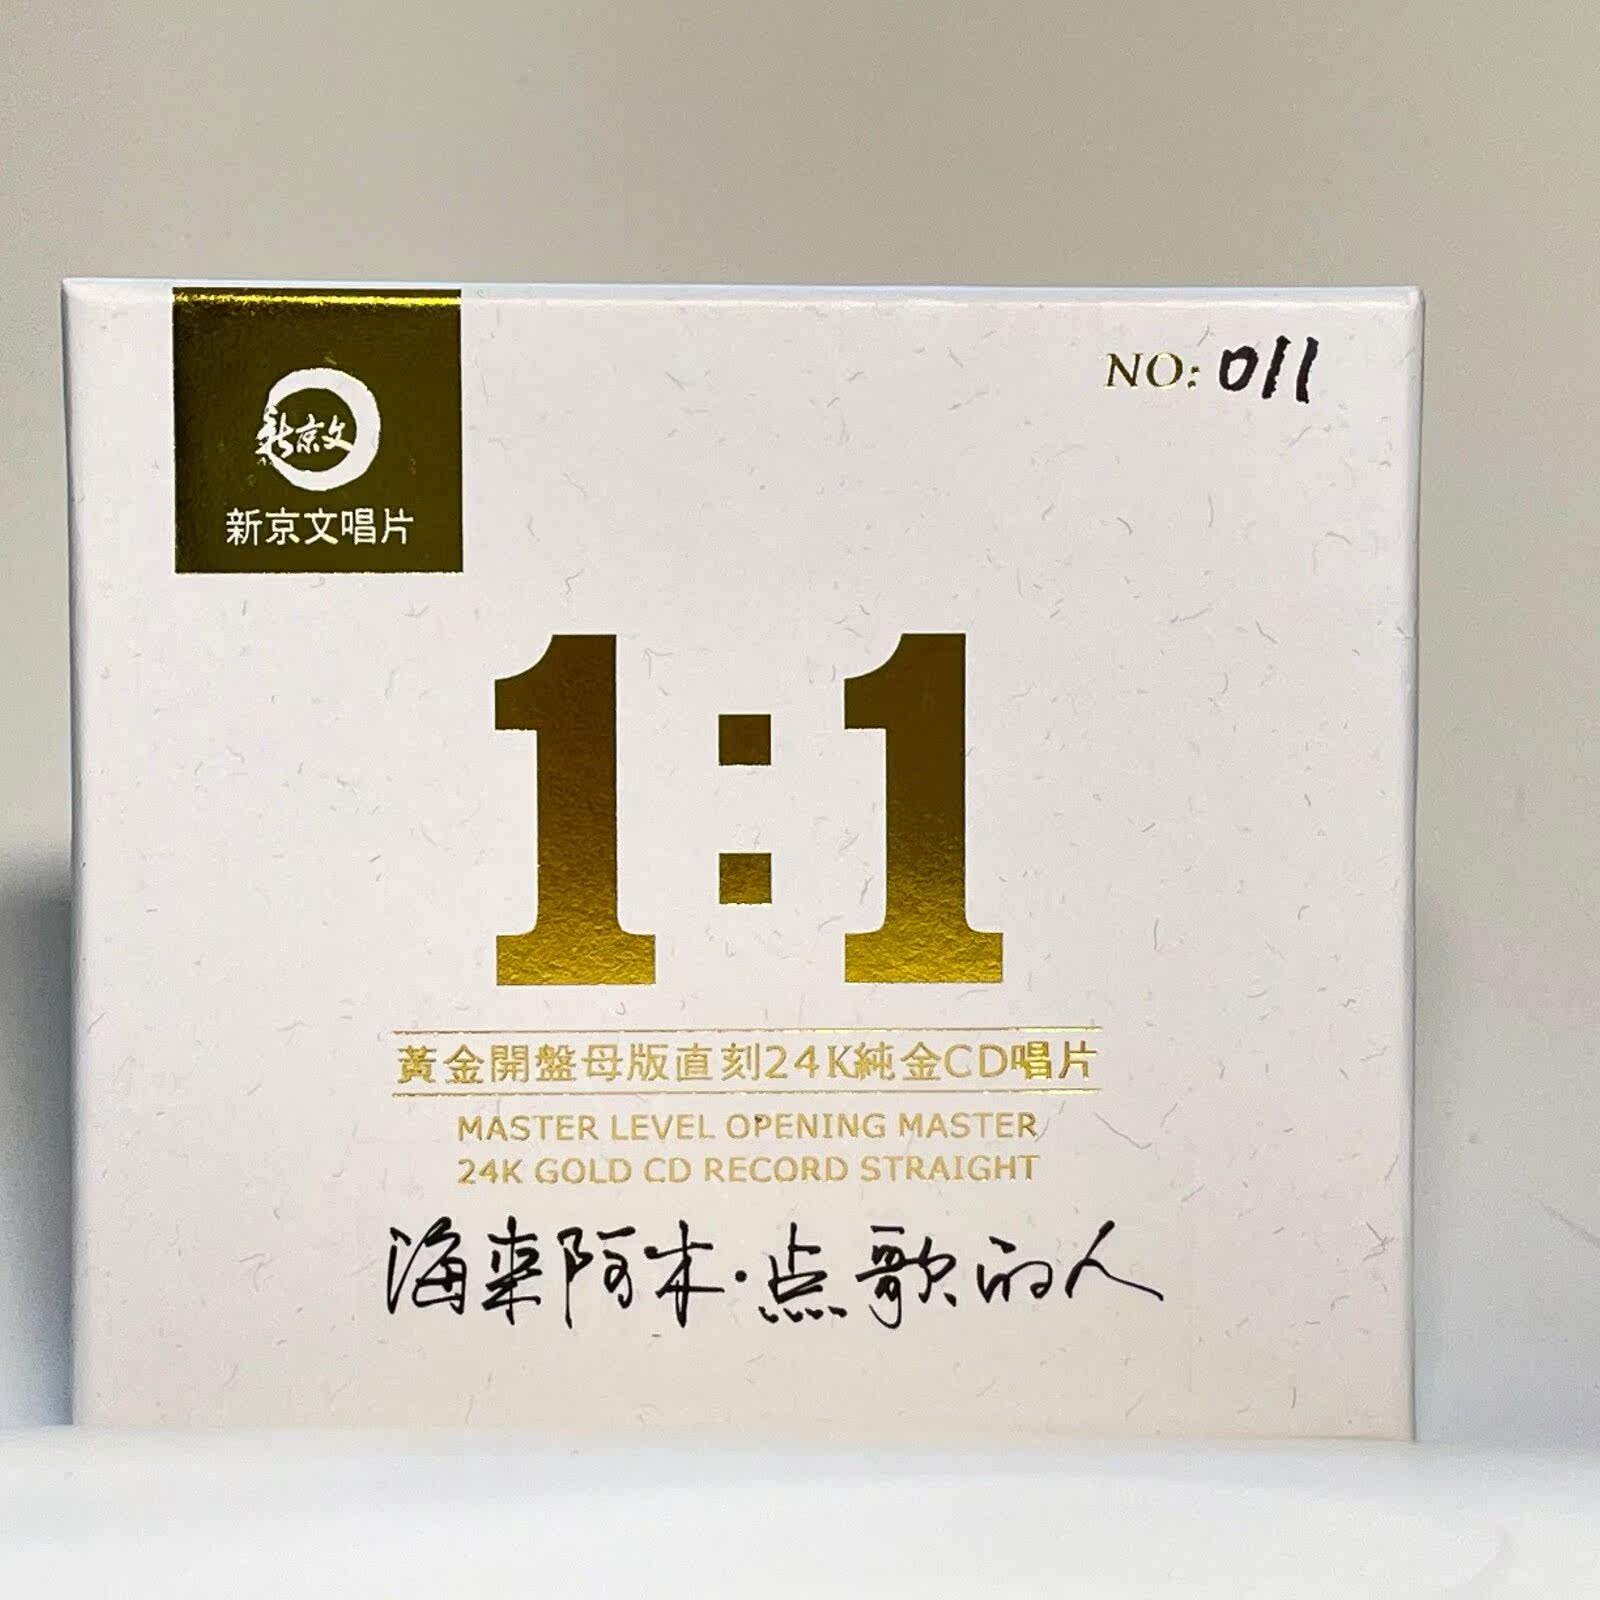 新京文
新京文唱片
NO: 011
1:1
黃金開盤母版直刻24K純金CD唱片
MASTER LEVEL OPENING MASTER
24K GOLD CD RECORD STRAIGHT
海来阿木·点歌的人